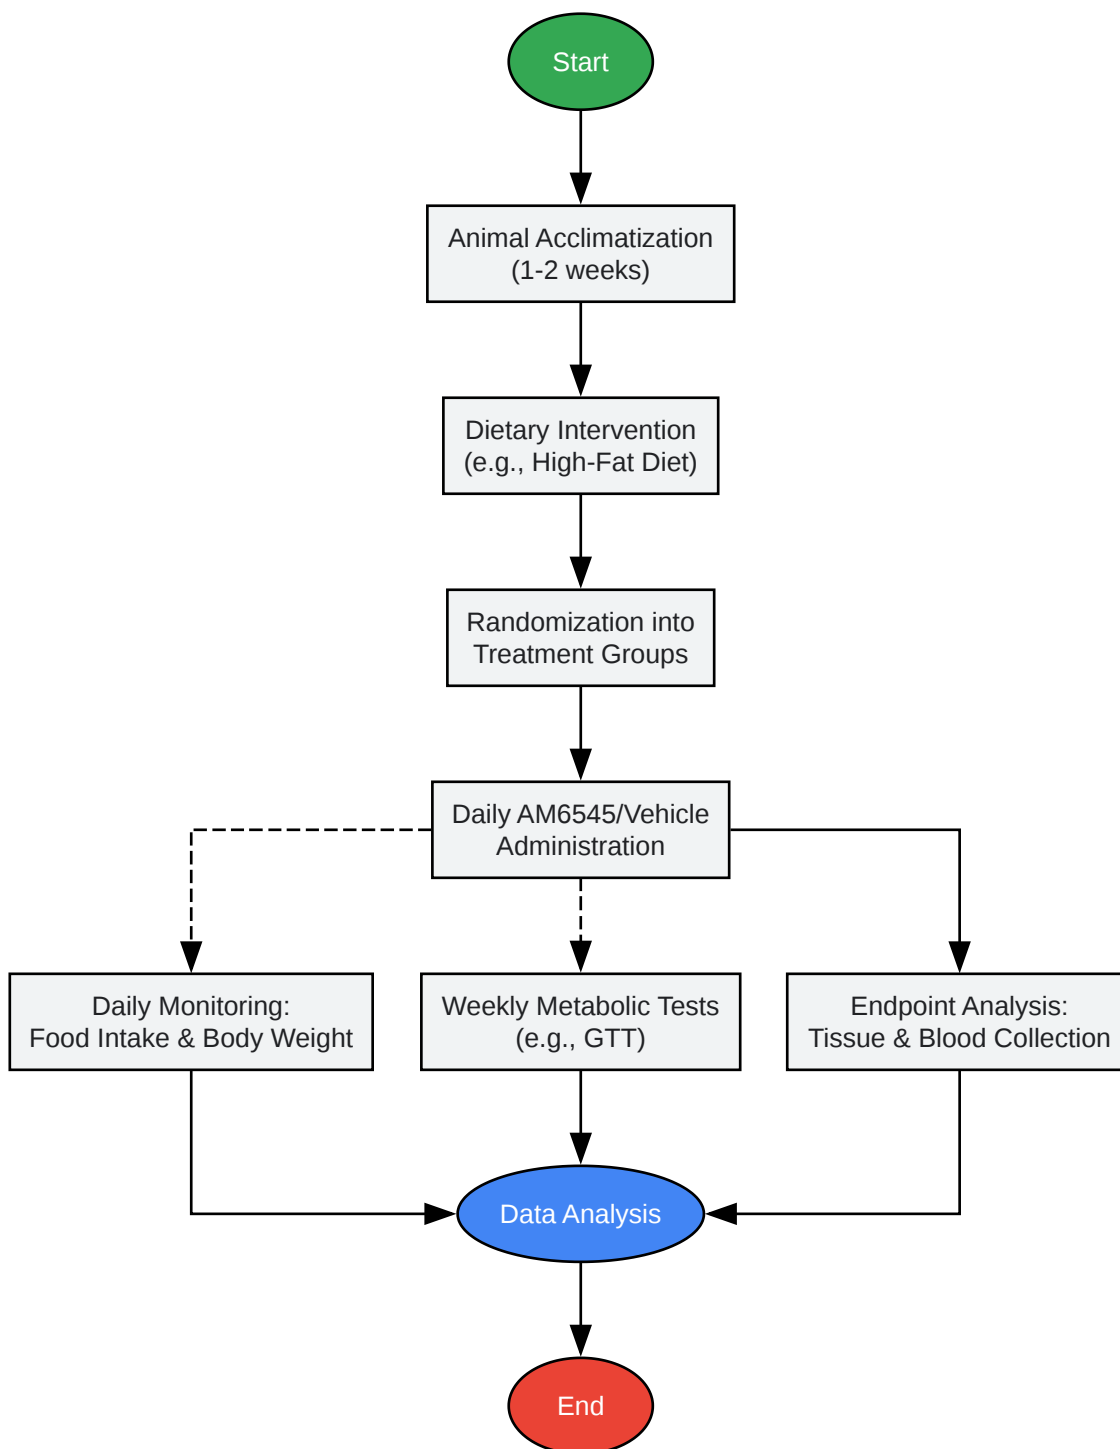 Start
Animal Acclimatization
(1-2 weeks)
Dietary Intervention
(e.g., High-Fat Diet)
Randomization into
Treatment Groups
Daily AM6545/Vehicle
Administration
Daily Monitoring:
Food Intake & Body Weight
Weekly Metabolic Tests
(e.g., GTT)
Endpoint Analysis:
Tissue & Blood Collection
Data Analysis
End